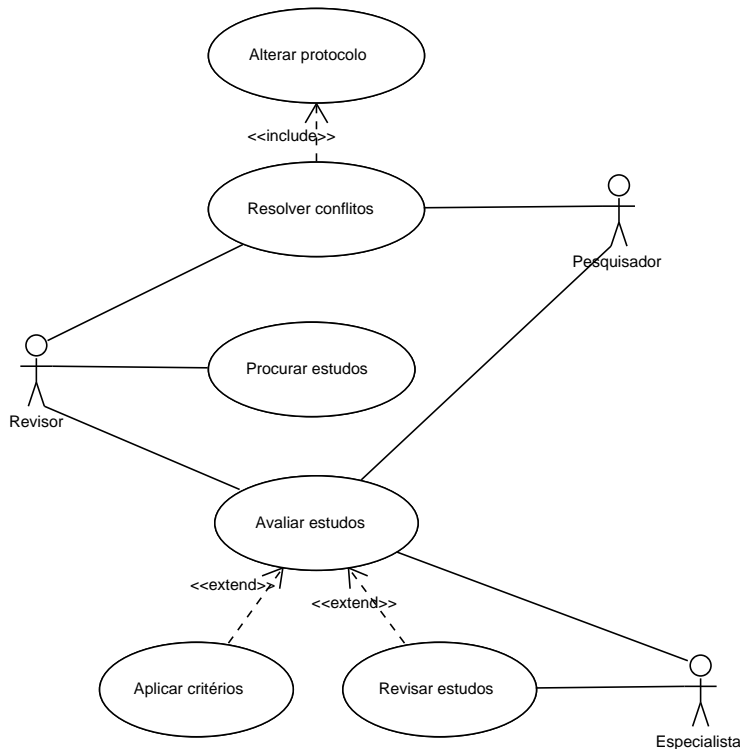 Alterar protocolo
<<include>>
Resolver conflitos
Pesquisador
Procurar estudos
Revisor
Avaliar estudos
<<extend>>
<<extend>>
Aplicar critérios
Revisar estudos
Especialista